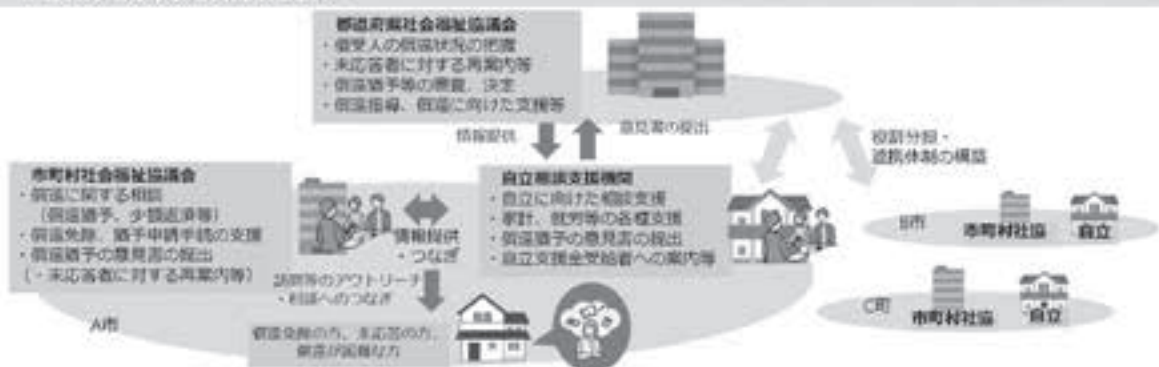 都道府県社会福祉協議会
・借受人の償還状況の把握
・未応答者に対する再案内等
・償還猶予等の審査、決定
・償還指導、償還に向けた支援等
情報提供
意見書の提出
役割分担・
連携体制の構築
市町村社会福祉協議会
・償還に関する相談
（償還猶予、少額返済等）
・償還免除、猶予申請手続の支援
・償還猶予の意見書の提出
（・未応答者に対する再案内等）
情報提供
・つなぎ
自立相談支援機関
・自立に向けた相談支援
・家計、就労等の各種支援
・償還猶予の意見書の提出
・自立支援金受給者への案内等
訪問等のアウトリーチ
・相談へのつなぎ
A市
償還免除の方、未応答の方、
償還が困難な方
B市
市町村社協
自立
C町
市町村社協
自立